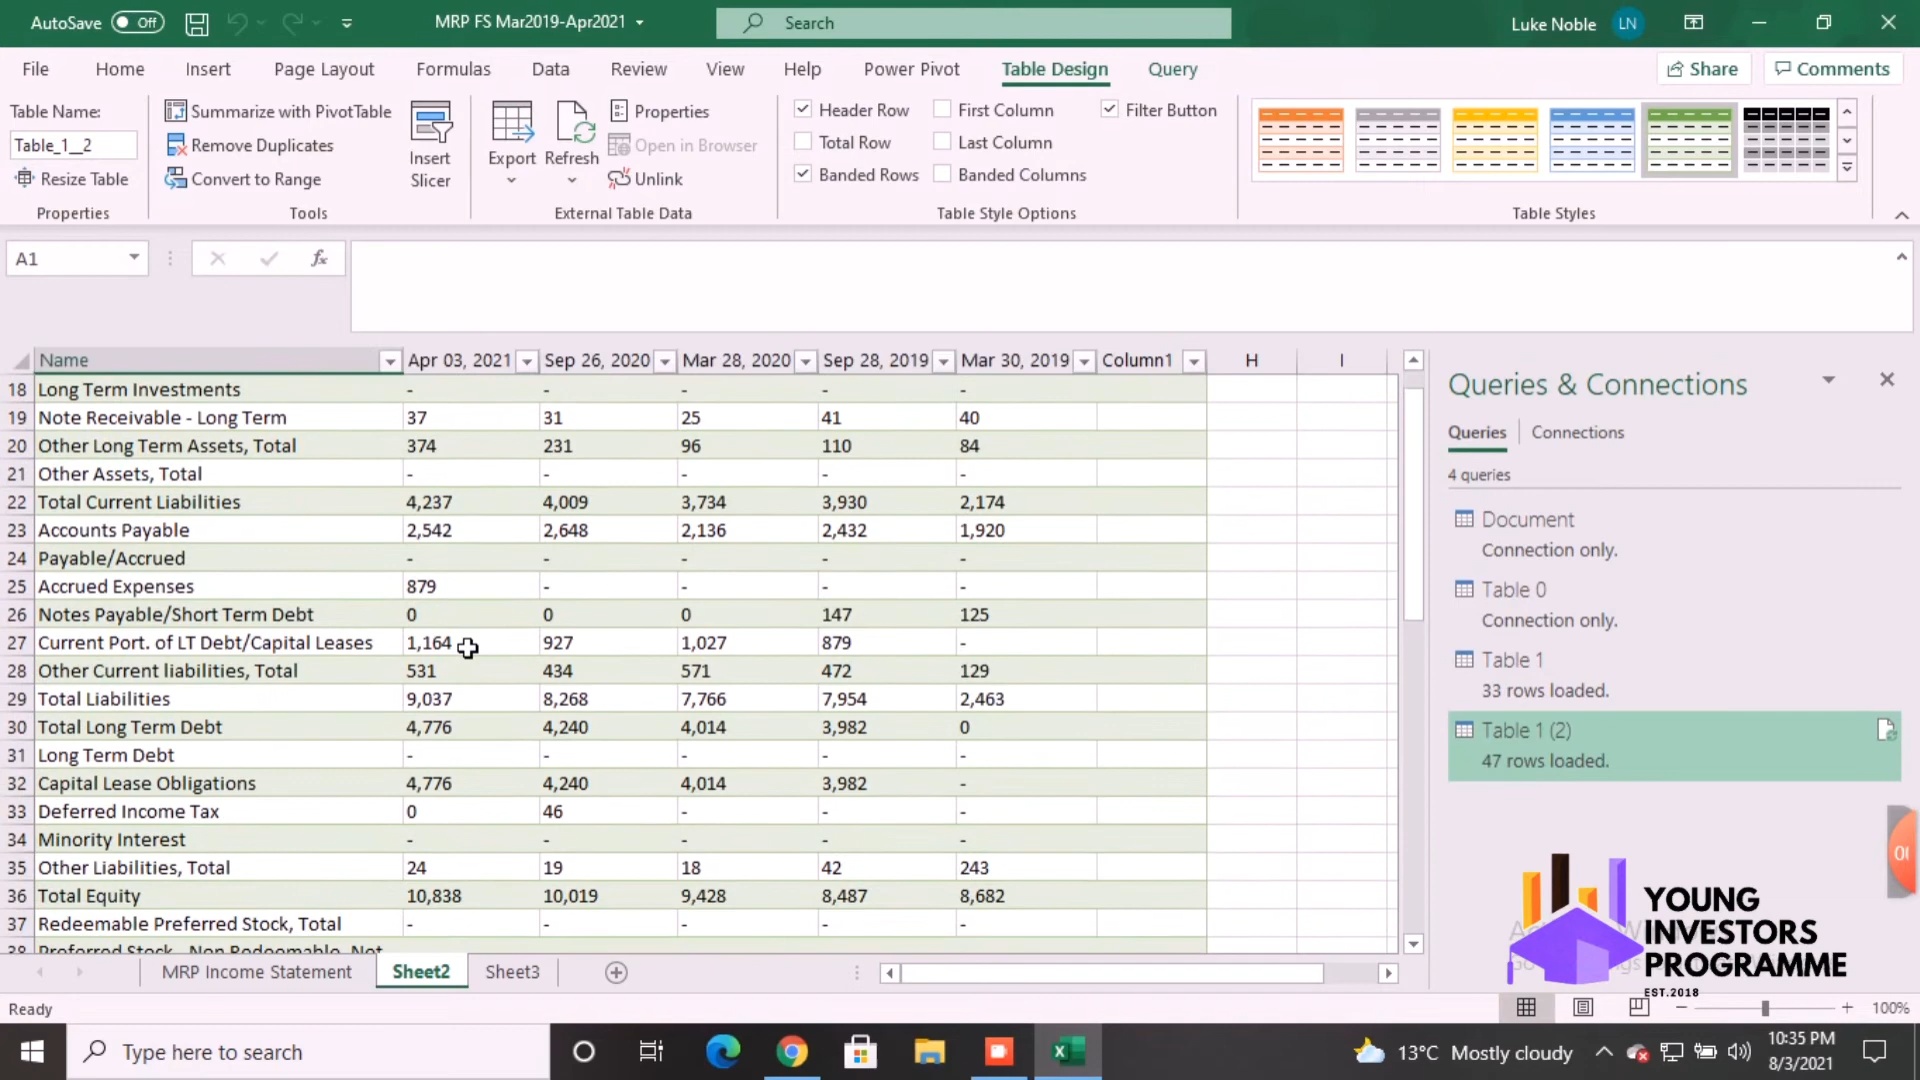 AutoSave Off MRP FS Mar2019-Apr2021 Search Luke Noble LN
File Home Insert Page Layout Formulas Data Review View Help Power Pivot Table Design Query Share Comments
Table Name:
Table_1__2
Resize Table
Properties
Summarize with PivotTable
Remove Duplicates
Convert to Range
Tools
Insert
Slicer
Export
Refresh
Properties
Open in Browser
Unlink
External Table Data
Header Row First Column Filter Button
Total Row Last Column
Banded Rows Banded Columns
Table Style Options
Table Styles
A1 fx
Name Apr 03, 2021 Sep 26, 2020 Mar 28, 2020 Sep 28, 2019 Mar 30, 2019 Column1 H I
18 Long Term Investments - - - - -
19 Note Receivable - Long Term 37 31 25 41 40
20 Other Long Term Assets, Total 374 231 96 110 84
21 Other Assets, Total - - - - -
22 Total Current Liabilities 4,237 4,009 3,734 3,930 2,174
23 Accounts Payable 2,542 2,648 2,136 2,432 1,920
24 Payable/Accrued - - - - -
25 Accrued Expenses 879 - - - -
26 Notes Payable/Short Term Debt 0 0 0 147 125
27 Current Port. of LT Debt/Capital Leases 1,164 927 1,027 879 -
28 Other Current liabilities, Total 531 434 571 472 129
29 Total Liabilities 9,037 8,268 7,766 7,954 2,463
30 Total Long Term Debt 4,776 4,240 4,014 3,982 0
31 Long Term Debt - - - - -
32 Capital Lease Obligations 4,776 4,240 4,014 3,982 -
33 Deferred Income Tax 0 46 - - -
34 Minority Interest - - - - -
35 Other Liabilities, Total 24 19 18 42 243
36 Total Equity 10,838 10,019 9,428 8,487 8,682
37 Redeemable Preferred Stock, Total - - - - -
38 Preferred Stock - Non Redeemable, Net
Queries & Connections
Queries Connections
4 queries
Document
Connection only.
Table 0
Connection only.
Table 1
33 rows loaded.
Table 1 (2)
47 rows loaded.
YOUNG
INVESTORS
PROGRAMME
EST.2018
MRP Income Statement Sheet2 Sheet3
Ready 100%
Type here to search 13°C Mostly cloudy 10:35 PM
8/3/2021